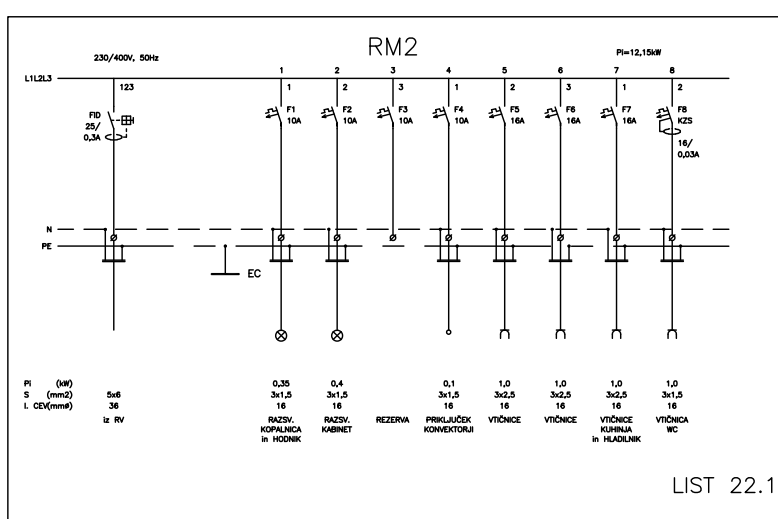 RM2
230/400V, 50Hz
Pi=12,15kW
1 2 3 4 5 6 7 8
L1L2L3
123 1 2 3 1 2 3 1 2
FID
25/
0,3A
F1
10A
F2
10A
F3
10A
F4
10A
F5
16A
F6
16A
F7
16A
F8
KZS
16/
0,03A
N
PE
EC
Pi (kW) 0,35 0,4 0,1 1,0 1,0 1,0 1,0
S (mm2) 5x6 3x1,5 3x1,5 3x1,5 3x2,5 3x2,5 3x2,5 3x1,5
I. CEV(mmø) 36 16 16 16 16 16 16 16
iz RV
RAZSV.
KOPALNICA
in HODNIK
RAZSV.
KABINET
REZERVA
PRIKLJUČEK
KONVEKTORJI
VTIČNICE
VTIČNICE
VTIČNICE
KUHINJA
in HLADILNIK
VTIČNICA
WC
LIST 22.1